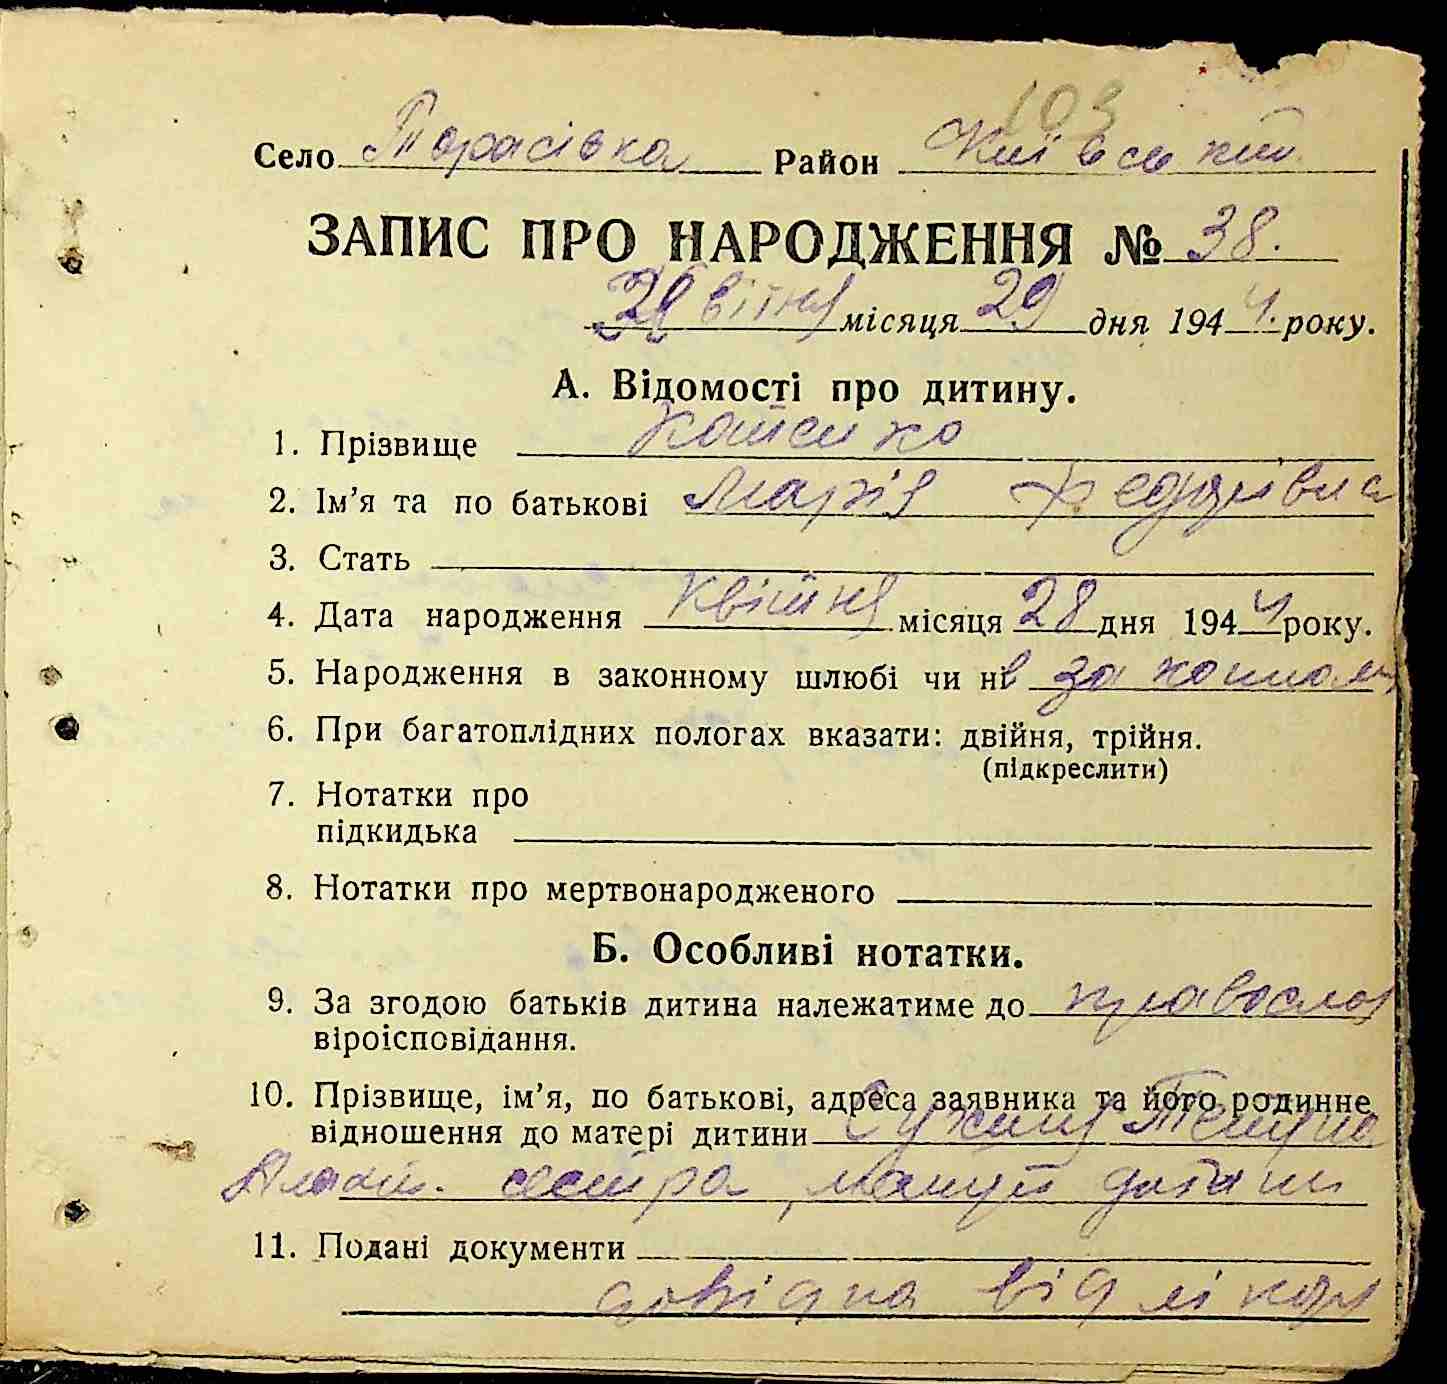 103
Село Тарасівка Район Київський
ЗАПИС ПРО НАРОДЖЕННЯ № 38.
Квітня місяця 29 дня 1944. року.
А. Відомості про дитину.
1. Прізвище Котенко
2. Ім’я та по батькові Марія Федорівна
3. Стать
4. Дата народження Квітня місяця 28 дня 1944 року.
5. Народження в законному шлюбі чи ні в законом
6. При багатоплідних пологах вказати: двійня, трійня.
(підкреслити)
7. Нотатки про
підкидька
8. Нотатки про мертвонародженого
Б. Особливі нотатки.
9. За згодою батьків дитина належатиме до православ
віроісповідання.
10. Прізвище, ім’я, по батькові, адреса заявника та його родинне
відношення до матері дитини
сестра, матері дитини
11. Подані документи
довідка від лікаря